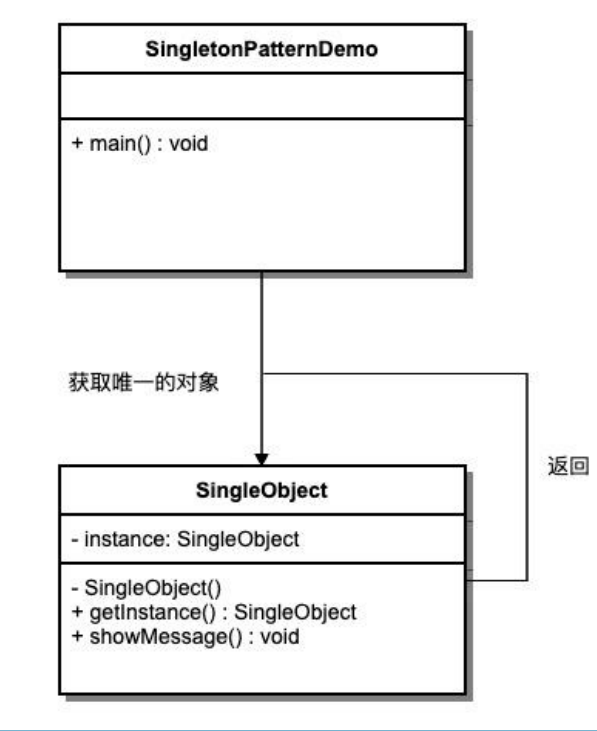 SingletonPatternDemo
+ main() : void
获取唯一的对象
返回
SingleObject
- instance: SingleObject
- SingleObject()
+ getInstance() : SingleObject
+ showMessage() : void